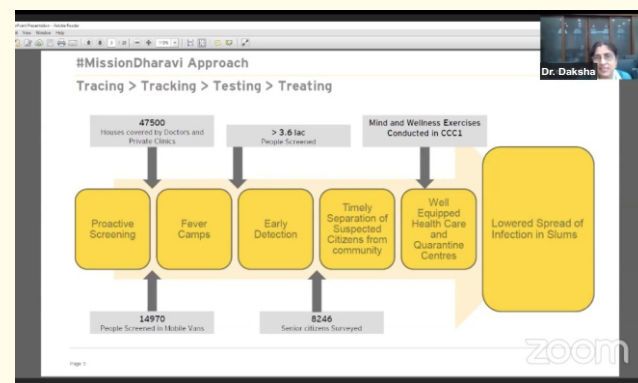 View Window Help
#MissionDharavi Approach
Dr. Daksha
Tracing > Tracking > Testing > Treating
47500
Houses covered by Doctors and
Private Clinics
> 3.6 lac
People Screened
Mind and Wellness Exercises
Conducted in CCC1
Proactive
Screening
Fever
Camps
Early
Detection
Timely
Separation of
Suspected
Citizens from
community
Well
Equipped
Health Care
and
Quarantine
Centres
Lowered Spread of
Infection in Slums
14970
People Screened in Mobile Vans
8246
Senior citizens Surveyed
zoom